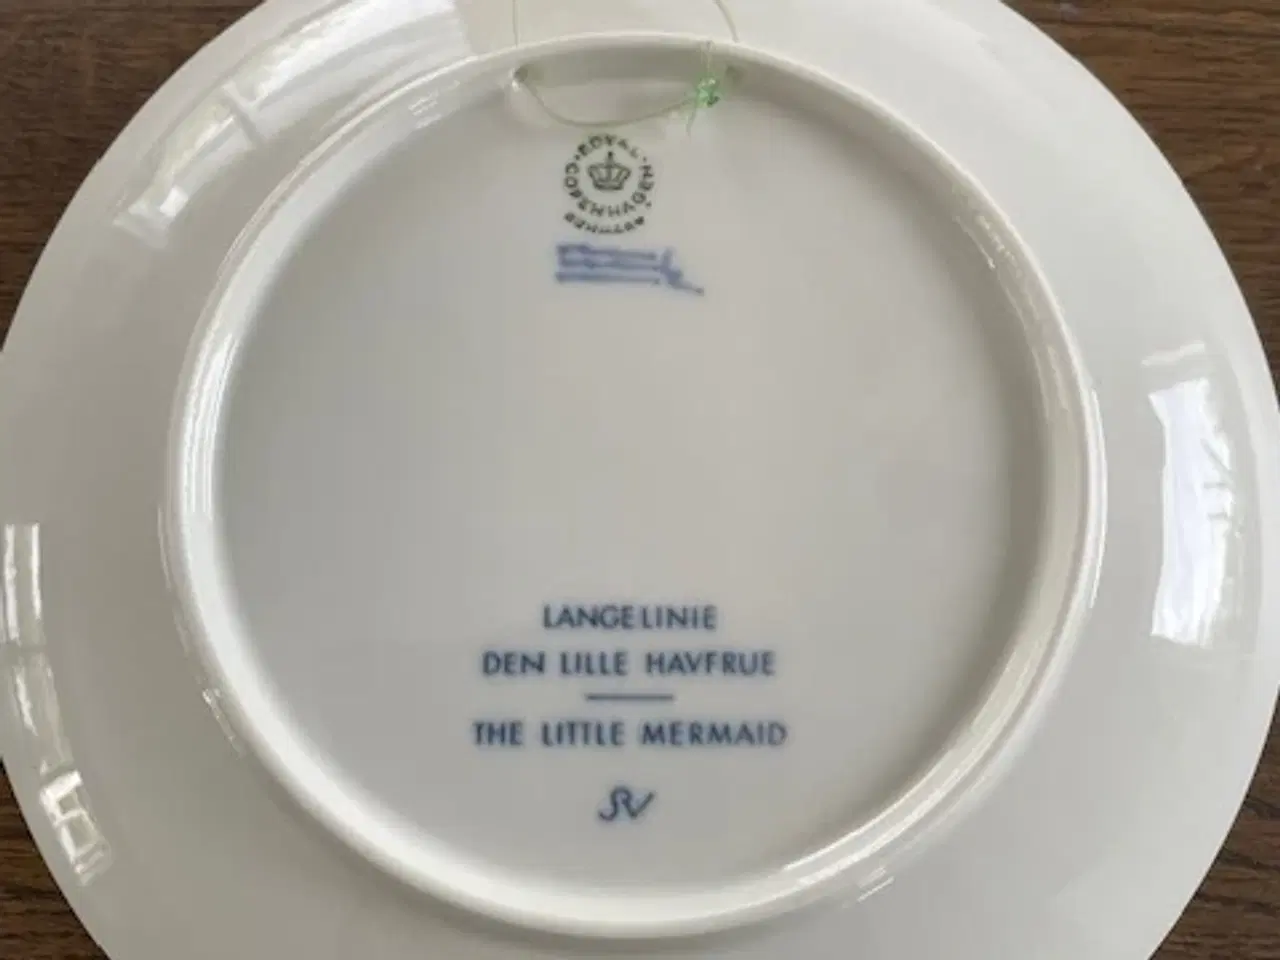 ROYAL
COPENHAGEN
DENMARK
LANGELINIE
DEN LILLE HAVFRUE
THE LITTLE MERMAID
SV